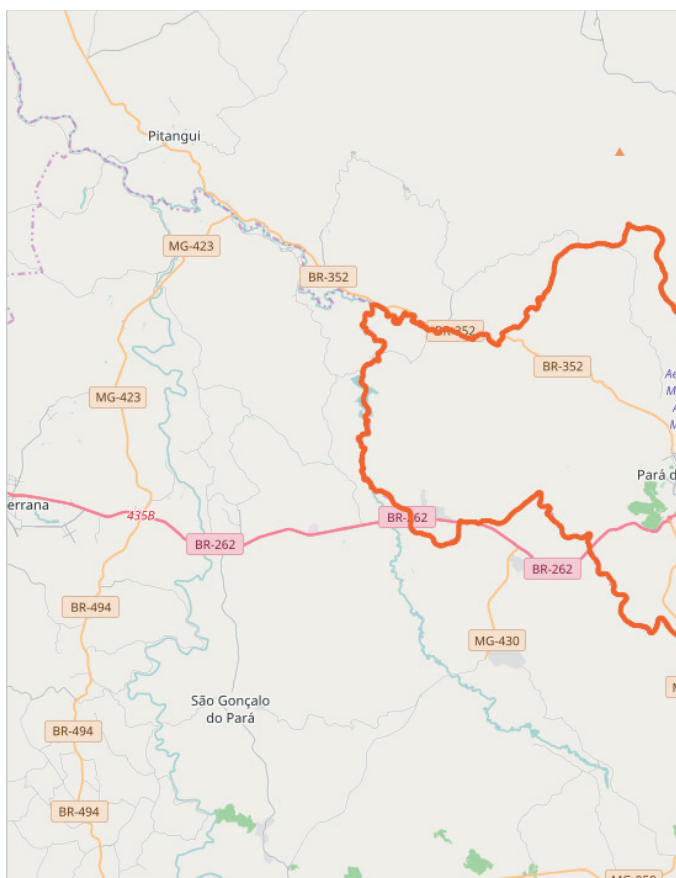 Pitangui
MG-423
BR-352
BR-352
BR-352
MG-423
Pará d
errana
435B
BR-262
BR-262
BR-262
BR-494
MG-430
São Gonçalo
do Pará
BR-494
BR-494